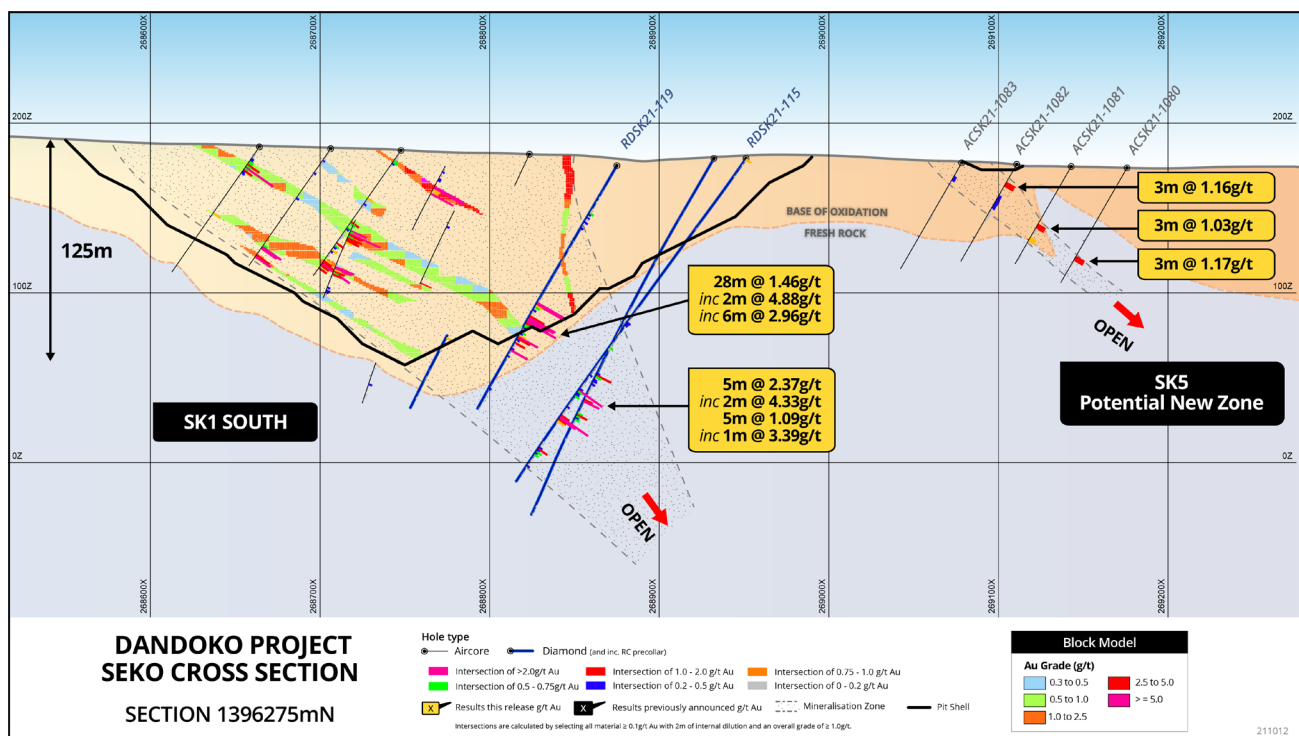 268600X
268700X
268800X
268900X
269000X
269100X
269200X
RDSK21-119
RDSK21-115
ACSK21-1083
ACSK21-1082
ACSK21-1081
ACSK21-1080
200Z
200Z
3m @ 1.16g/t
BASE OF OXIDATION
FRESH ROCK
3m @ 1.03g/t
125m
3m @ 1.17g/t
28m @ 1.46g/t
inc 2m @ 4.88g/t
inc 6m @ 2.96g/t
100Z
100Z
OPEN
5m @ 2.37g/t
inc 2m @ 4.33g/t
5m @ 1.09g/t
inc 1m @ 3.39g/t
SK5
Potential New Zone
SK1 SOUTH
0Z
0Z
OPEN
268600X
268700X
268800X
268900X
269000X
269100X
269200X
DANDOKO PROJECT
SEKO CROSS SECTION
SECTION 1396275mN
Hole type
Aircore
Diamond (and inc. RC precollar)
Intersection of >2.0g/t Au
Intersection of 1.0 - 2.0 g/t Au
Intersection of 0.75 - 1.0 g/t Au
Intersection of 0.5 - 0.75g/t Au
Intersection of 0.2 - 0.5 g/t Au
Intersection of 0 - 0.2 g/t Au
X Results this release g/t Au
X Results previously announced g/t Au
Mineralisation Zone
Pit Shell
Intersections are calculated by selecting all material ≥ 0.1g/t Au with 2m of internal dilution and an overall grade of ≥ 1.0g/t.
Block Model
Au Grade (g/t)
0.3 to 0.5
2.5 to 5.0
0.5 to 1.0
> = 5.0
1.0 to 2.5
211012